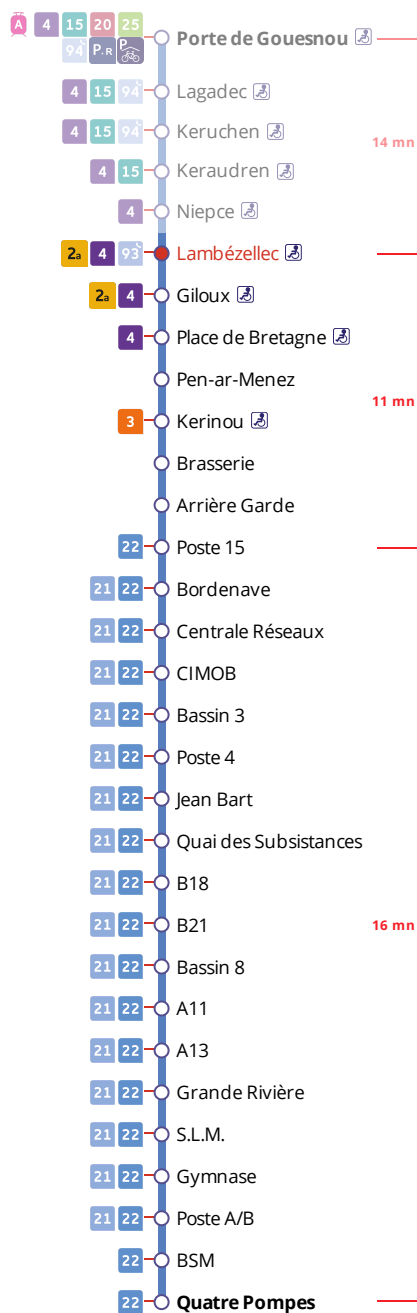 A 4 15 20 25
94 P.R P
Porte de Gouesnou
4 15 94 Lagadec
4 15 94 Keruchen
14 mn
4 15 Keraudren
4 Niepce
2a 4 93 Lambézellec
2a 4 Giloux
4 Place de Bretagne
Pen-ar-Menez
11 mn
3 Kerinou
Brasserie
Arrière Garde
22 Poste 15
21 22 Bordenave
21 22 Centrale Réseaux
21 22 CIMOB
21 22 Bassin 3
21 22 Poste 4
21 22 Jean Bart
21 22 Quai des Subsistances
21 22 B18
21 22 B21
16 mn
21 22 Bassin 8
21 22 A11
21 22 A13
21 22 Grande Rivière
21 22 S.L.M.
21 22 Gymnase
21 22 Poste A/B
22 BSM
22 Quatre Pompes